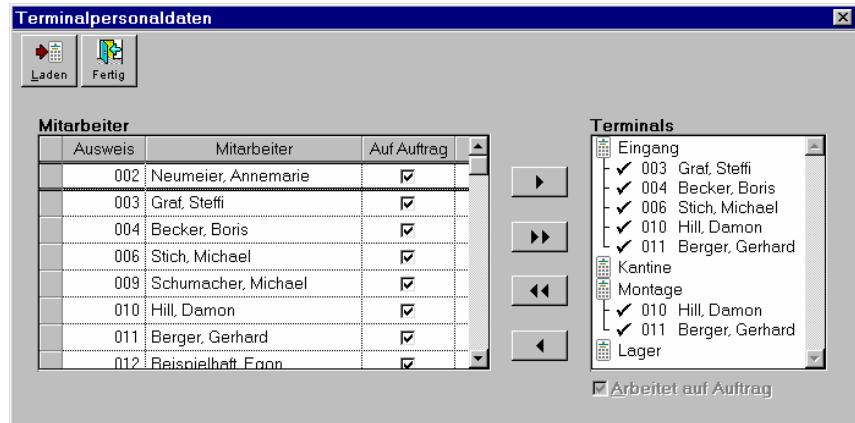 Terminalpersonaldaten
Laden Fertig
Mitarbeiter
Ausweis Mitarbeiter Auf Auftrag
002 Neumeier, Annemarie
003 Graf, Steffi
004 Becker, Boris
006 Stich, Michael
009 Schumacher, Michael
010 Hill, Damon
011 Berger, Gerhard
012 Beispielhaft, Egon
Terminals
Eingang
003 Graf, Steffi
004 Becker, Boris
006 Stich, Michael
010 Hill, Damon
011 Berger, Gerhard
Kantine
Montage
010 Hill, Damon
011 Berger, Gerhard
Lager
Arbeitet auf Auftrag